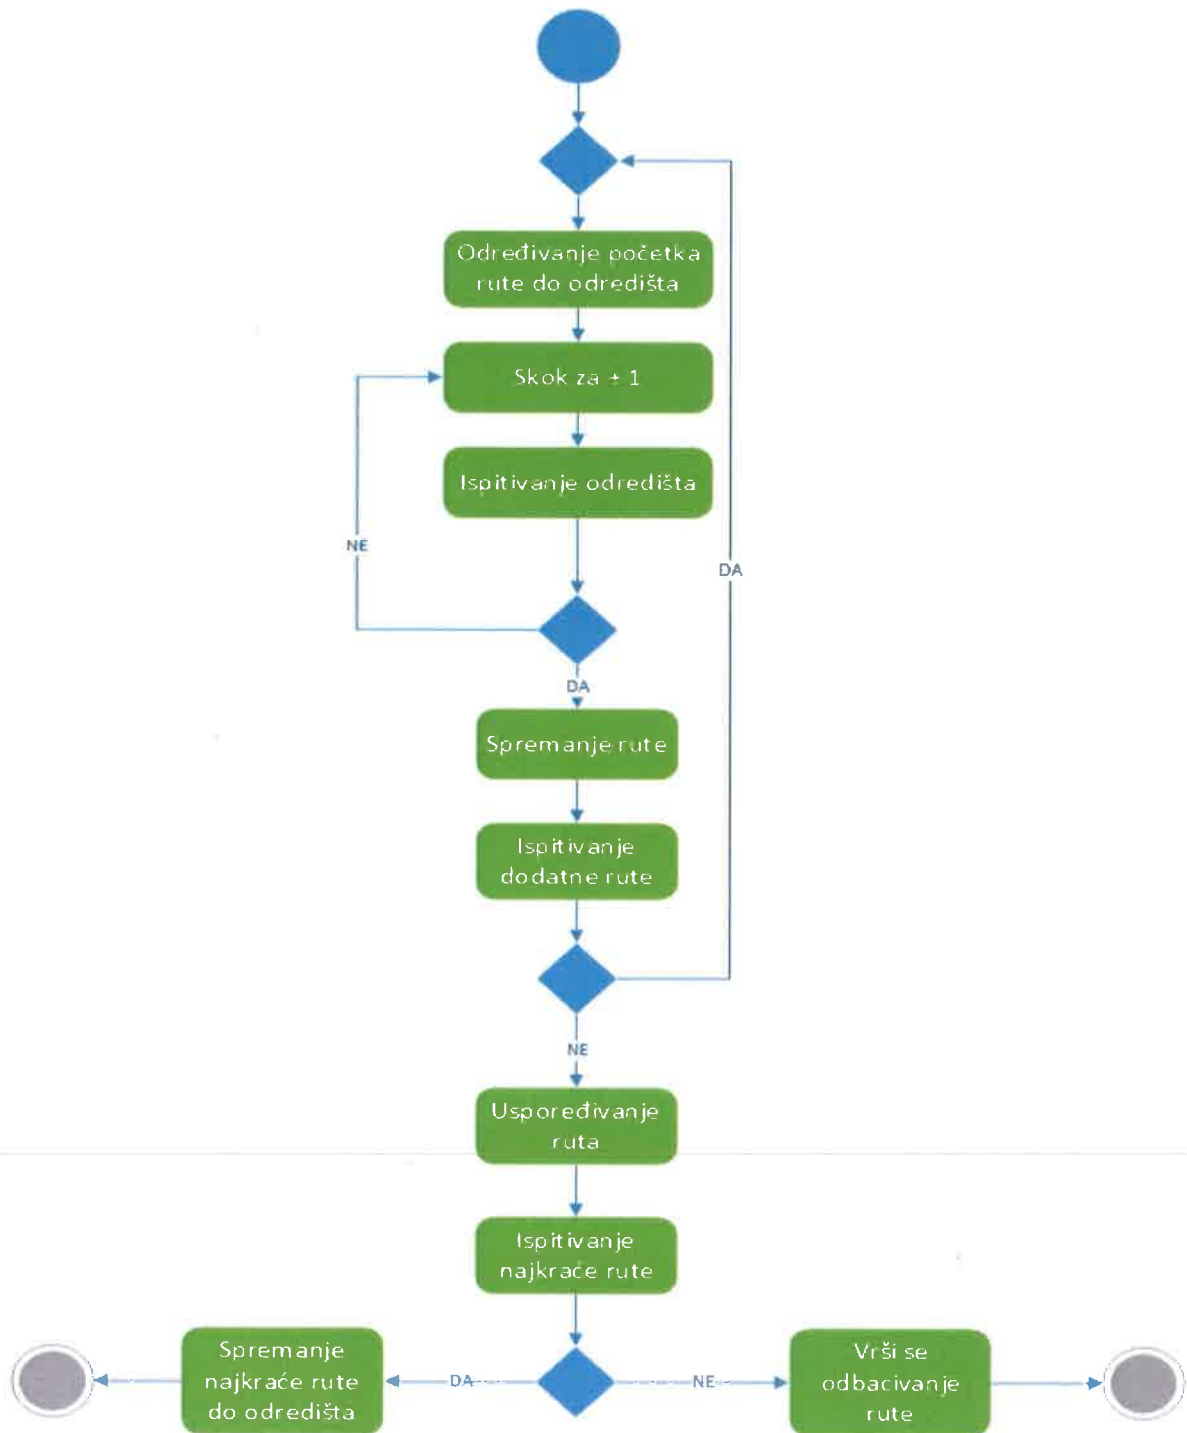 Određivanje početka
rute do odredišta
Skok za + 1
Ispitivanje odredišta
NE
DA
DA
Spremanje rute
Ispitivanje
dodatne rute
NE
Uspoređivanje
ruta
Ispitivanje
najkraće rute
Spremanje
najkraće rute
do odredišta
DA
NE
Vrši se
odbacivanje
rute